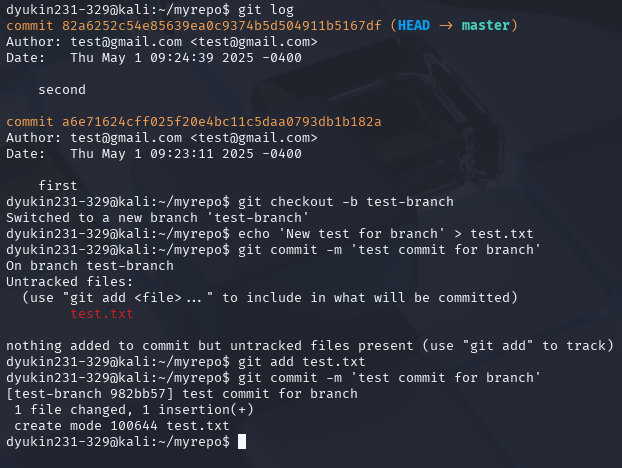 dyukin231-329@kali:~/myrepo$ git log
commit 82a6252c54e85639ea0c9374b5d504911b5167df (HEAD → master)
Author: test@gmail.com <test@gmail.com>
Date:   Thu May 1 09:24:39 2025 -0400
    second
commit a6e71624cff025f20e4bc11c5daa0793db1b182a
Author: test@gmail.com <test@gmail.com>
Date:   Thu May 1 09:23:11 2025 -0400
    first
dyukin231-329@kali:~/myrepo$ git checkout -b test-branch
Switched to a new branch 'test-branch'
dyukin231-329@kali:~/myrepo$ echo 'New test for branch' > test.txt
dyukin231-329@kali:~/myrepo$ git commit -m 'test commit for branch'
On branch test-branch
Untracked files:
  (use "git add <file>..." to include in what will be committed)
        test.txt
nothing added to commit but untracked files present (use "git add" to track)
dyukin231-329@kali:~/myrepo$ git add test.txt
dyukin231-329@kali:~/myrepo$ git commit -m 'test commit for branch'
[test-branch 982bb57] test commit for branch
 1 file changed, 1 insertion(+)
 create mode 100644 test.txt
dyukin231-329@kali:~/myrepo$